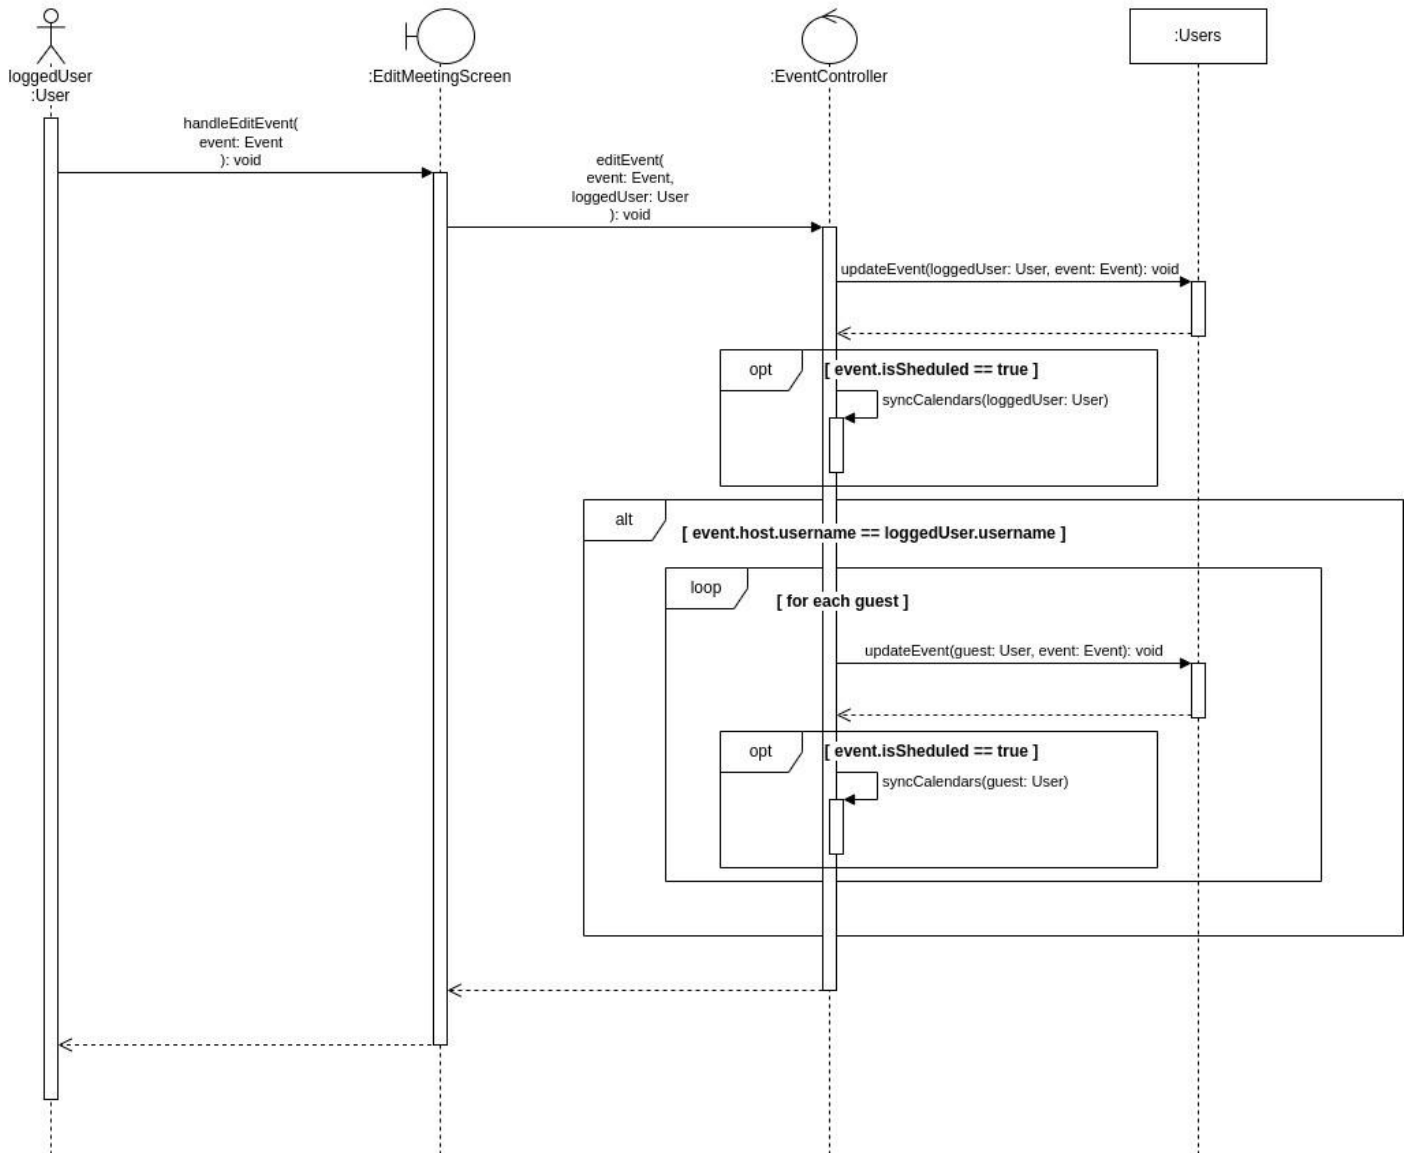 loggedUser
:User
:EditMeetingScreen
:EventController
:Users
handleEditEvent(
event: Event
): void
editEvent(
event: Event,
loggedUser: User
): void
updateEvent(loggedUser: User, event: Event): void
opt
[ event.isSheduled == true ]
syncCalendars(loggedUser: User)
alt
[ event.host.username == loggedUser.username ]
loop
[ for each guest ]
updateEvent(guest: User, event: Event): void
opt
[ event.isSheduled == true ]
syncCalendars(guest: User)